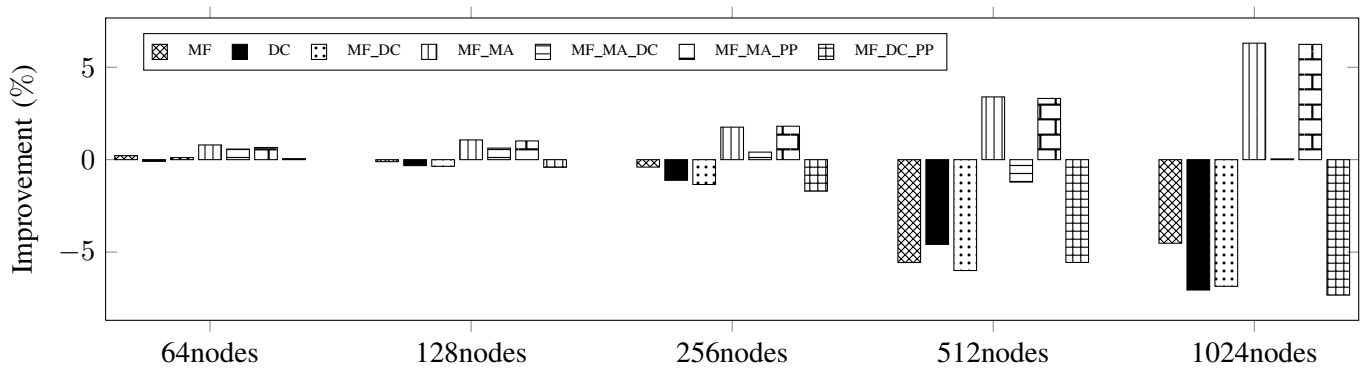 MF DC MF_DC MF_MA MF_MA_DC MF_MA_PP MF_DC_PP
Improvement (%)
5
0
−5
64nodes 128nodes 256nodes 512nodes 1024nodes